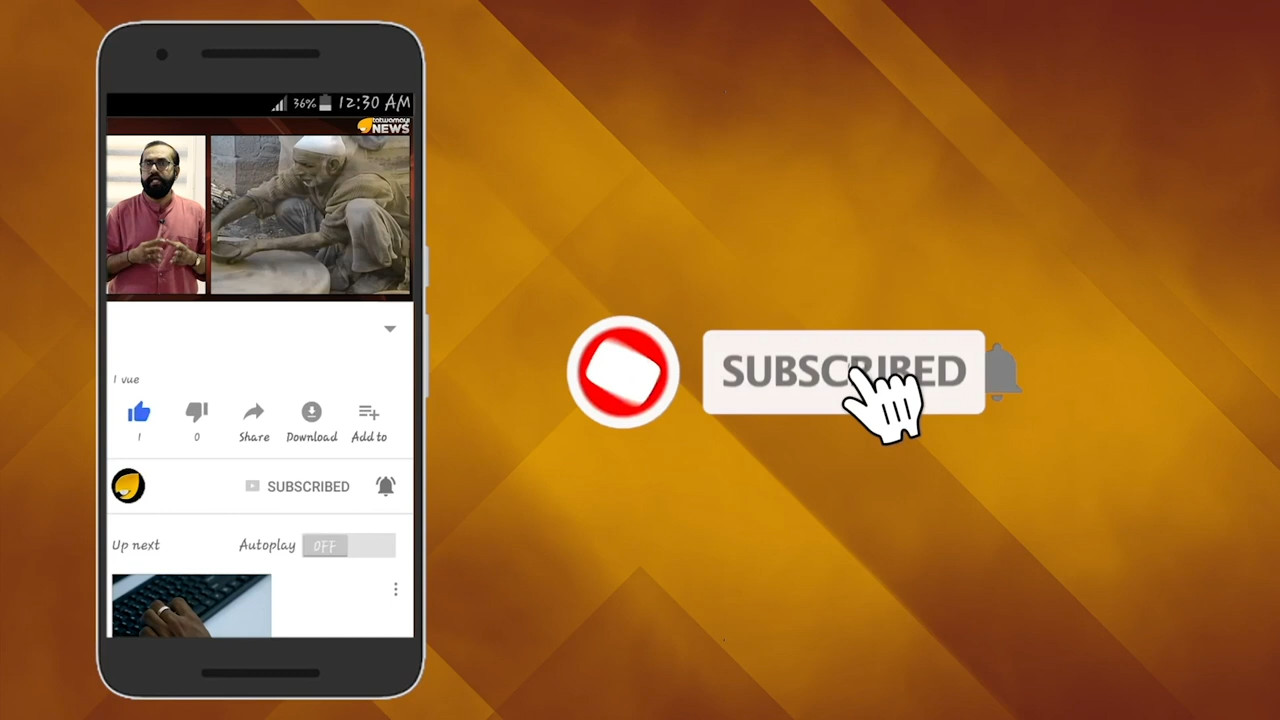 36% 12:30 AM
tatwamayi
NEWS
1 vue
1
0
Share
Download
Add to
SUBSCRIBED
Up next
Autoplay
OFF
SUBSCRIBED